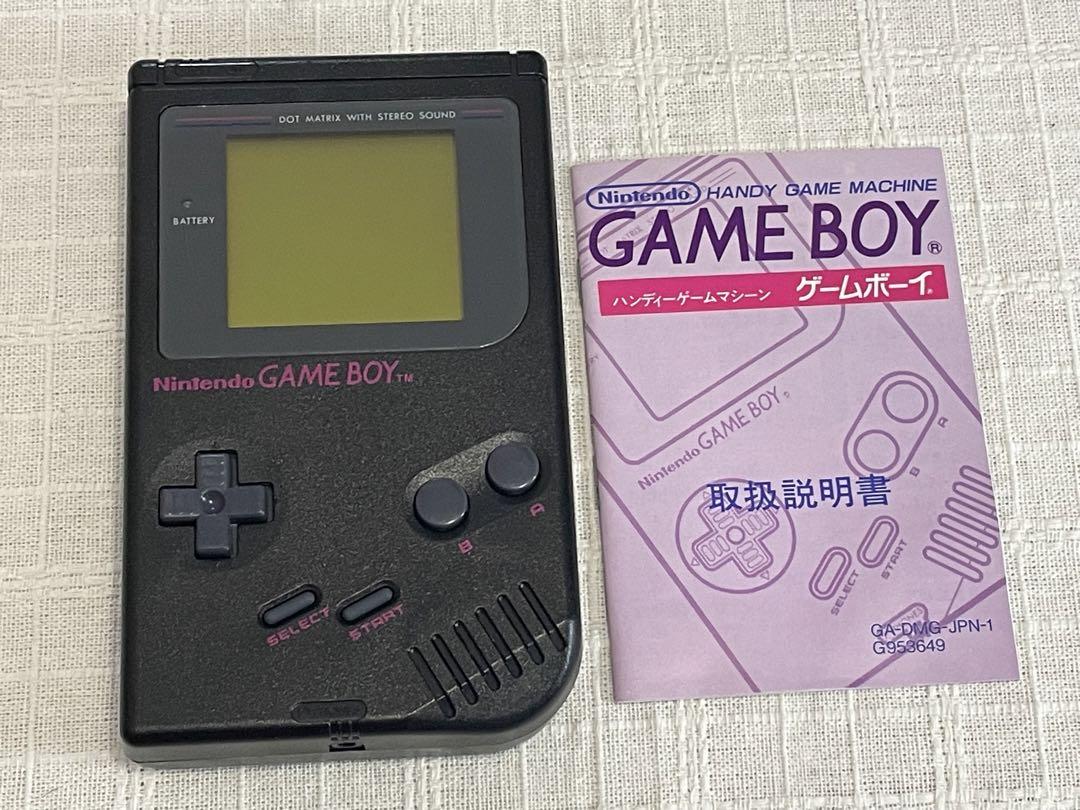 DOT MATRIX WITH STEREO SOUND
BATTERY
Nintendo GAME BOY TM
B A
SELECT START
Nintendo HANDY GAME MACHINE
GAME BOY®
ハンディーゲームマシーン ゲームボーイ®
Nintendo GAME BOY
取扱説明書
B A
SELECT START
GA-DMG-JPN-1
G953649